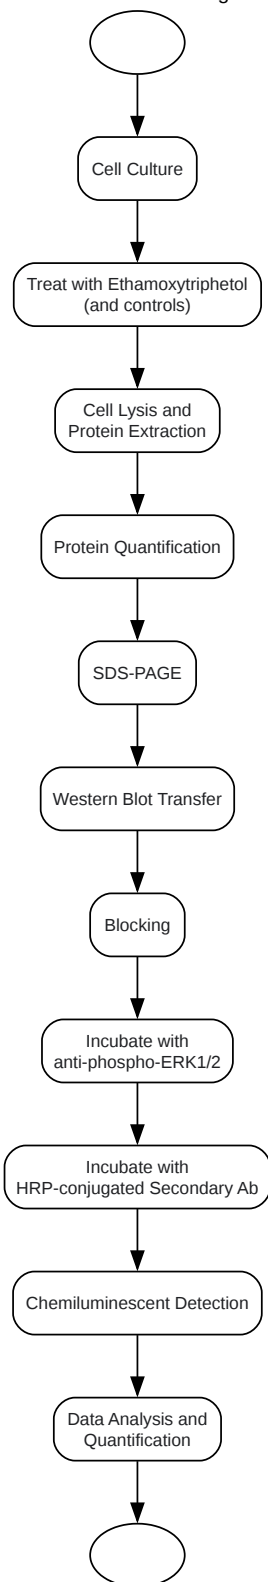 Cell Culture
Treat with Ethamoxytriphetol
(and controls)
Cell Lysis and
Protein Extraction
Protein Quantification
SDS-PAGE
Western Blot Transfer
Blocking
Incubate with
anti-phospho-ERK1/2
Incubate with
HRP-conjugated Secondary Ab
Chemiluminescent Detection
Data Analysis and
Quantification